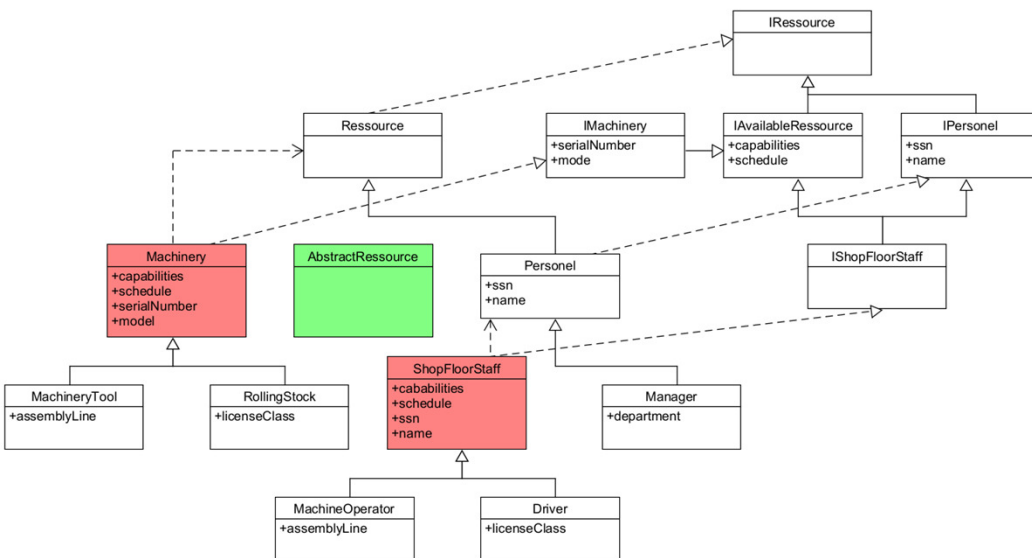 IRessource
Ressource
IMachinery
+serialNumber
+mode
IAvailableRessource
+capabilities
+schedule
IPersonel
+ssn
+name
Machinery
+capabilities
+schedule
+serialNumber
+model
AbstractRessource
Personel
+ssn
+name
IShopFloorStaff
MachineryTool
+assemblyLine
RollingStock
+licenseClass
ShopFloorStaff
+cababilities
+schedule
+ssn
+name
Manager
+department
MachineOperator
+assemblyLine
Driver
+licenseClass